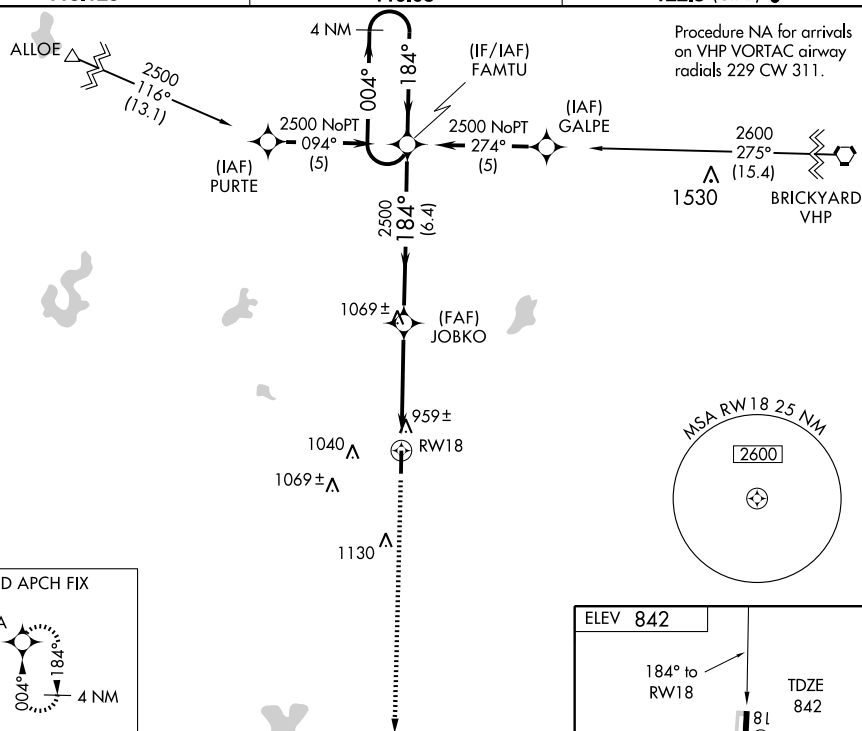 4 NM
004°
184°
ALLOE
2500
116°
(13.1)
(IF/IAF)
FAMTU
Procedure NA for arrivals
on VHP VORTAC airway
radials 229 CW 311.
(IAF)
PURTE
2500 NoPT
094°
(5)
2500 NoPT
274°
(5)
(IAF)
GALPE
2600
275°
(15.4)
1530
BRICKYARD
VHP
2500
184°
(6.4)
1069 ±
(FAF)
JOBKO
959 ±
RW18
1040
1069 ±
1130
MSA RW18 25 NM
2600
D APCH FIX
A
004°
184°
4 NM
ELEV 842
184° to
RW18
TDZE
842
18